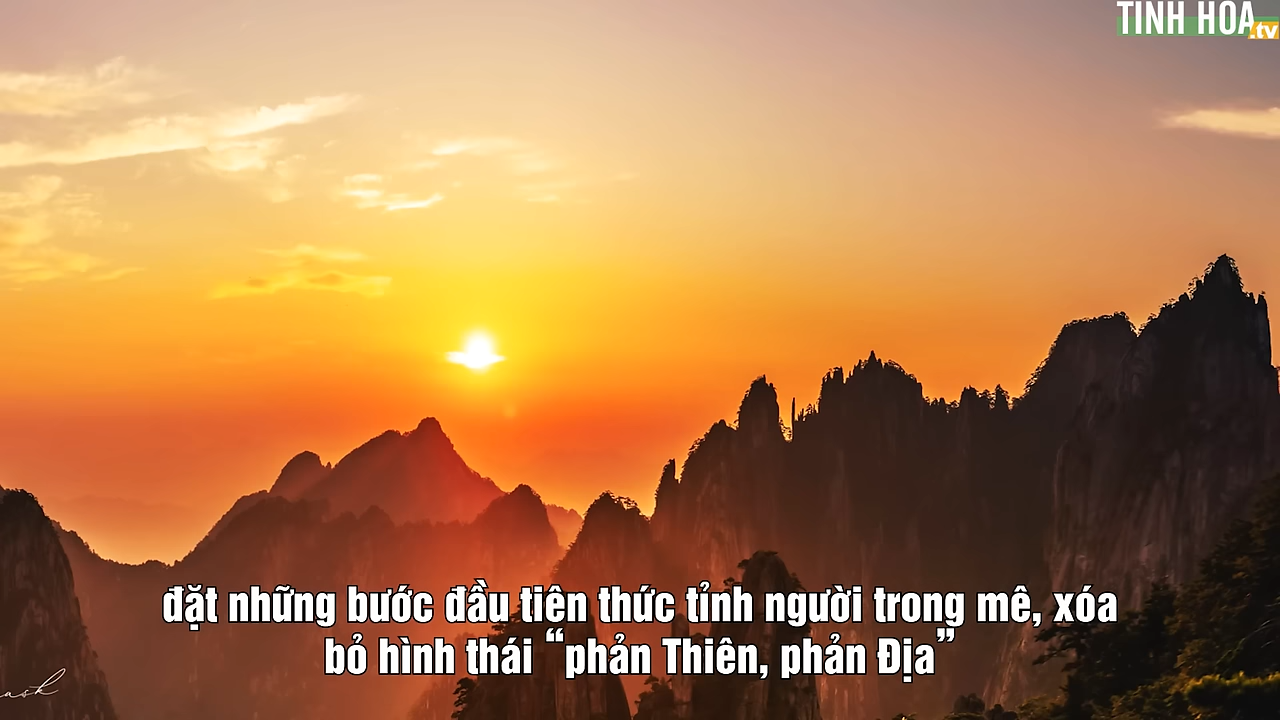 TINH HOA
.tv
đặt những bước đầu tiên thức tỉnh người trong mê, xóa
bỏ hình thái “phản Thiên, phản Địa”